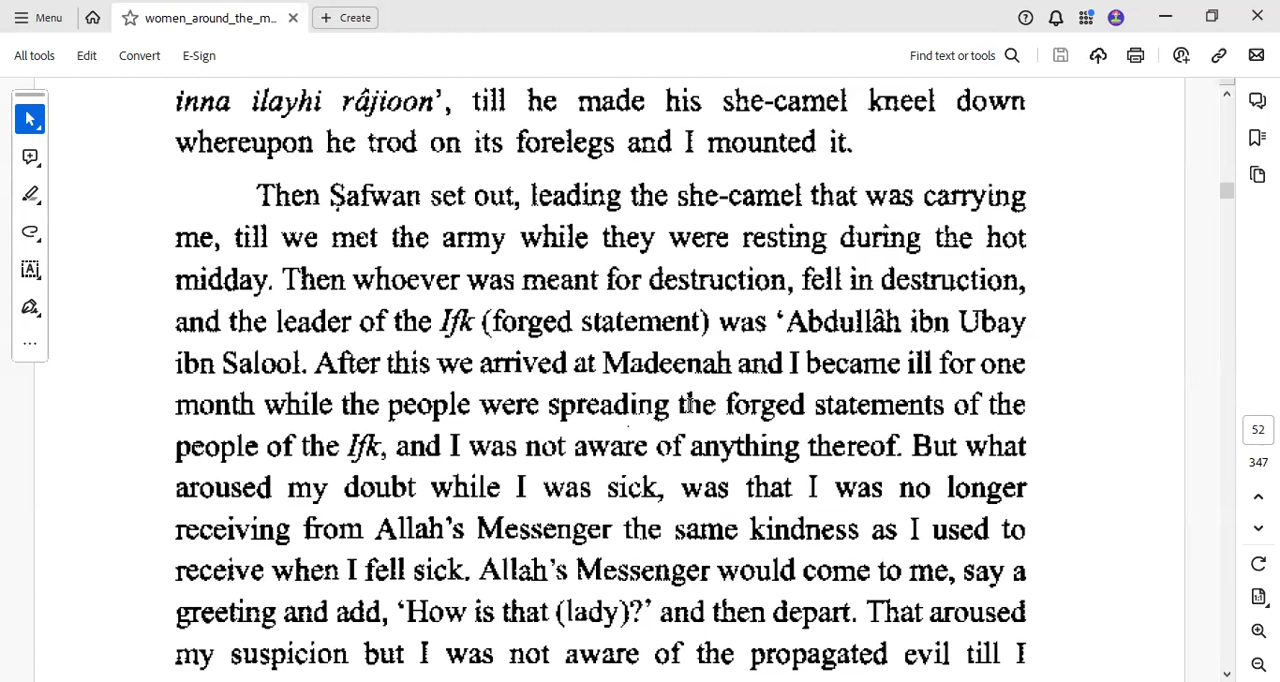 Menu
women_around_the_m...
Create
All tools
Edit
Convert
E-Sign
Find text or tools
inna ilayhi râjioon', till he made his she-camel kneel down
whereupon he trod on its forelegs and I mounted it.
Then Ṣafwan set out, leading the she-camel that was carrying
me, till we met the army while they were resting during the hot
midday. Then whoever was meant for destruction, fell in destruction,
and the leader of the Ifk (forged statement) was ‘Abdullâh ibn Ubay
ibn Salool. After this we arrived at Madeenah and I became ill for one
month while the people were spreading the forged statements of the
people of the Ifk, and I was not aware of anything thereof. But what
aroused my doubt while I was sick, was that I was no longer
receiving from Allah’s Messenger the same kindness as I used to
receive when I fell sick. Allah’s Messenger would come to me, say a
greeting and add, ‘How is that (lady)?’ and then depart. That aroused
my suspicion but I was not aware of the propagated evil till I
52
347